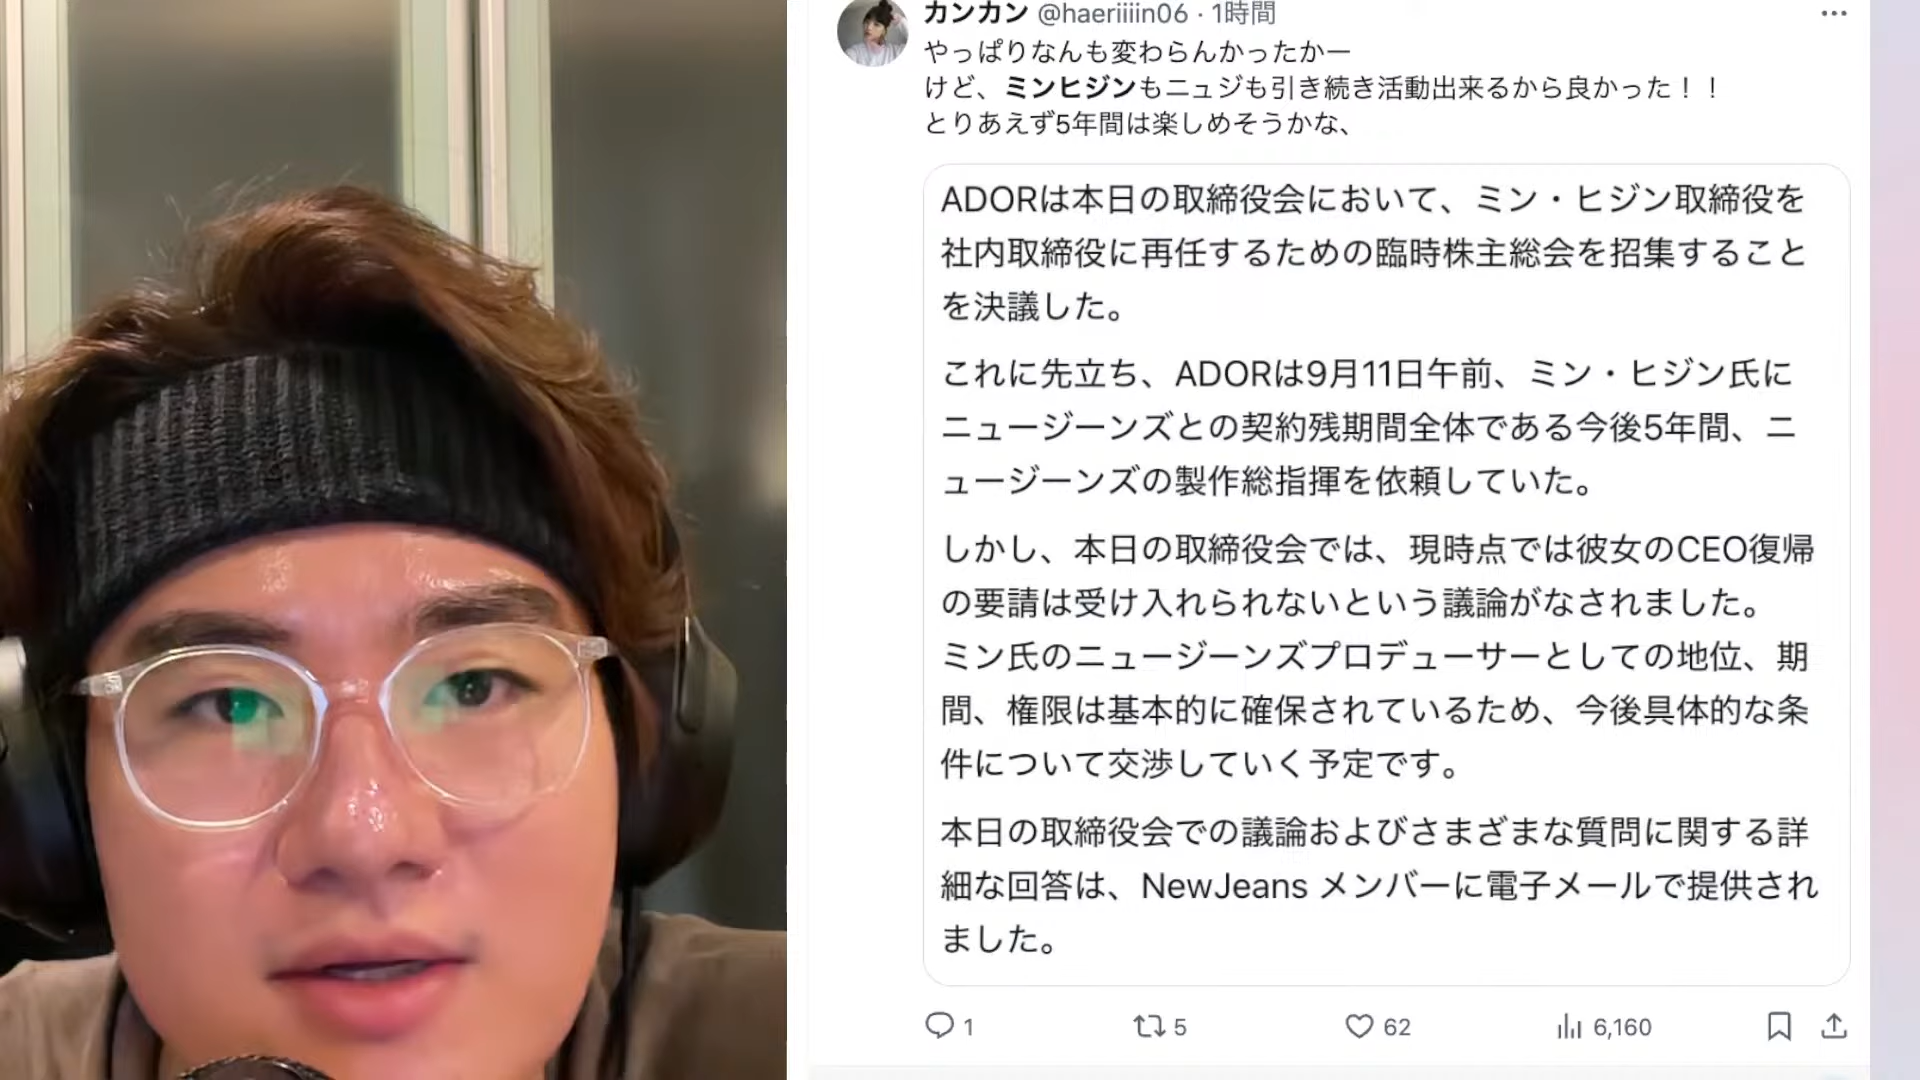 カンカン @haeriiiin06 · 1時間
やっぱりなんも変わらんかったかー
けど、ミンヒジンもニュジも引き続き活動出来るから良かった！！
とりあえず5年間は楽しめそうかな、
ADORは本日の取締役会において、ミン・ヒジン取締役を
社内取締役に再任するための臨時株主総会を招集すること
を決議した。
これに先立ち、ADORは9月11日午前、ミン・ヒジン氏に
ニュージーンズとの契約残期間全体である今後5年間、ニ
ュージーンズの製作総指揮を依頼していた。
しかし、本日の取締役会では、現時点では彼女のCEO復帰
の要請は受け入れられないという議論がなされました。
ミン氏のニュージーンズプロデューサーとしての地位、期
間、権限は基本的に確保されているため、今後具体的な条
件について交渉していく予定です。
本日の取締役会での議論およびさまざまな質問に関する詳
細な回答は、NewJeans メンバーに電子メールで提供され
ました。
1 5 62 6,160